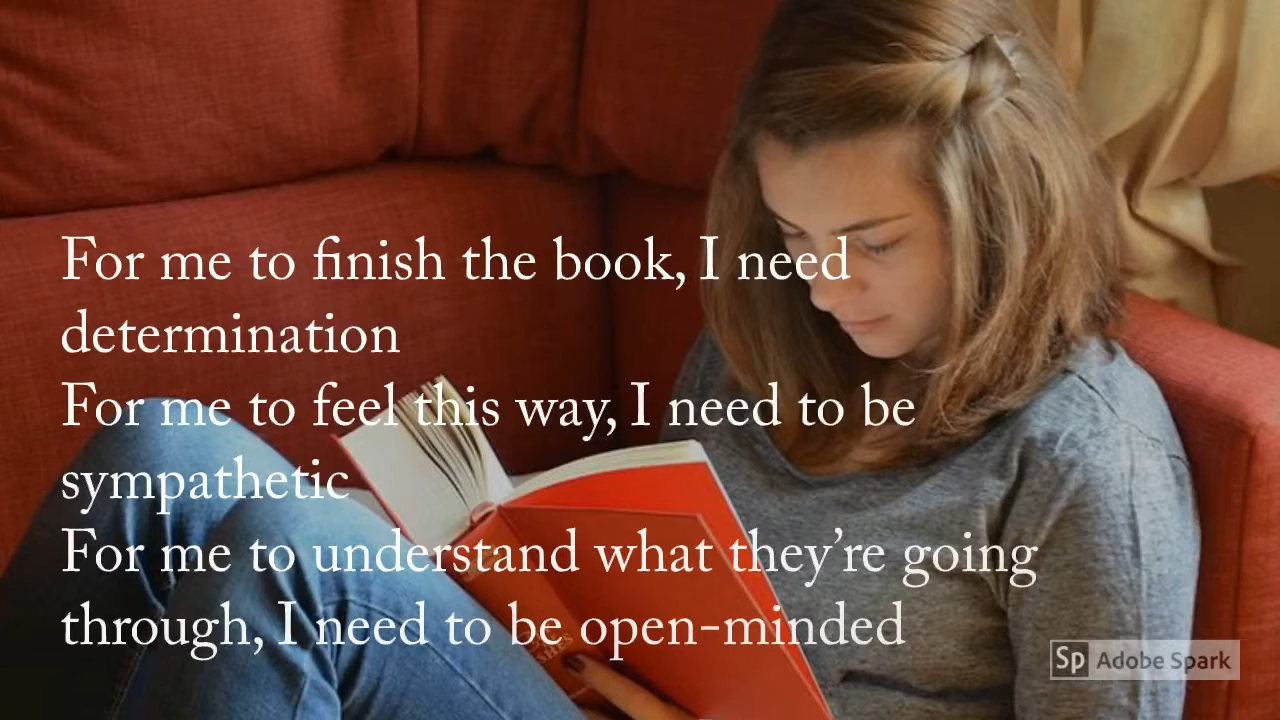 For me to finish the book, I need
determination
For me to feel this way, I need to be
sympathetic
For me to understand what they’re going
through, I need to be open-minded
Sp Adobe Spark